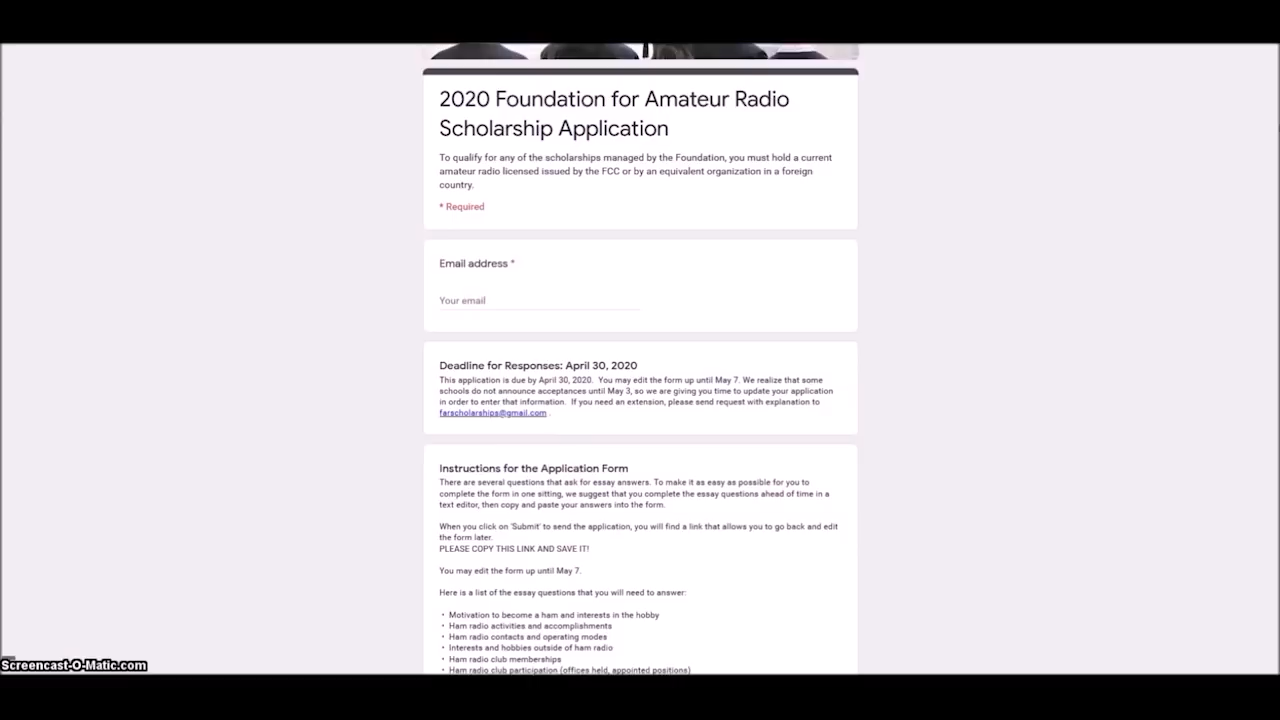 2020 Foundation for Amateur Radio
Scholarship Application
To qualify for any of the scholarships managed by the Foundation, you must hold a current
amateur radio licensed issued by the FCC or by an equivalent organization in a foreign
country.
* Required
Email address *
Your email
Deadline for Responses: April 30, 2020
This application is due by April 30, 2020.  You may edit the form up until May 7. We realize that some
schools do not announce acceptances until May 3, so we are giving you time to update your application
in order to enter that information.  If you need an extension, please send request with explanation to
farscholarships@gmail.com .
Instructions for the Application Form
There are several questions that ask for essay answers. To make it as easy as possible for you to
complete the form in one sitting, we suggest that you complete the essay questions ahead of time in a
text editor, then copy and paste your answers into the form.
When you click on 'Submit' to send the application, you will find a link that allows you to go back and edit
the form later.
PLEASE COPY THIS LINK AND SAVE IT!
You may edit the form up until May 7.
Here is a list of the essay questions that you will need to answer:
• Motivation to become a ham and interests in the hobby
• Ham radio activities and accomplishments
• Ham radio contacts and operating modes
• Interests and hobbies outside of ham radio
• Ham radio club memberships
• Ham radio club participation (offices held, appointed positions)
Screencast-O-Matic.com